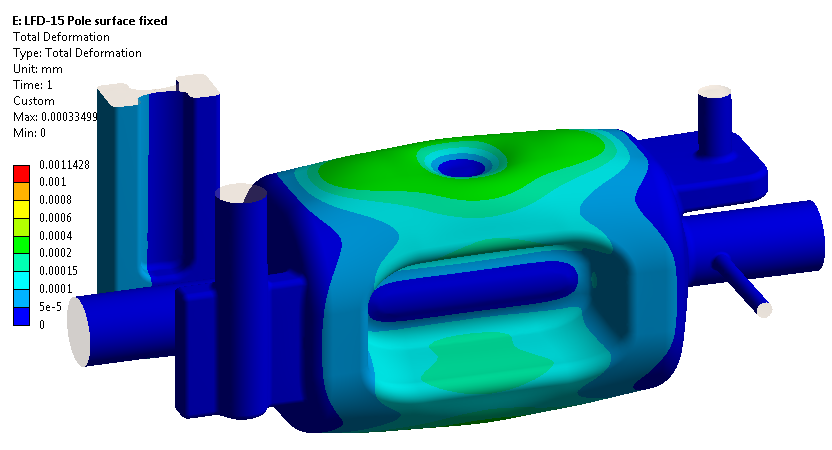 E: LFD-15 Pole surface fixed
Total Deformation
Type: Total Deformation
Unit: mm
Time: 1
Custom
Max: 0.00033499
Min: 0
0.0011428
0.001
0.0008
0.0006
0.0004
0.0002
0.00015
0.0001
5e-5
0